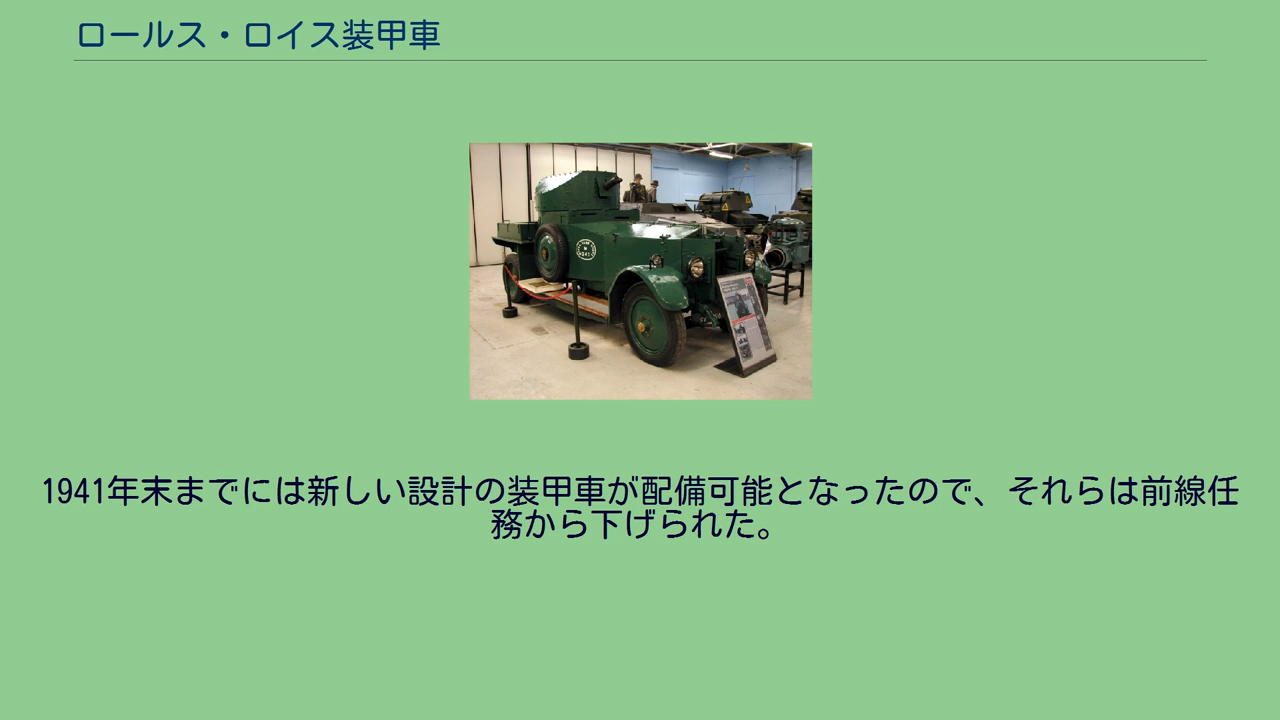 ロールス・ロイス装甲車
1941年末までには新しい設計の装甲車が配備可能となったので、それらは前線任
務から下げられた。